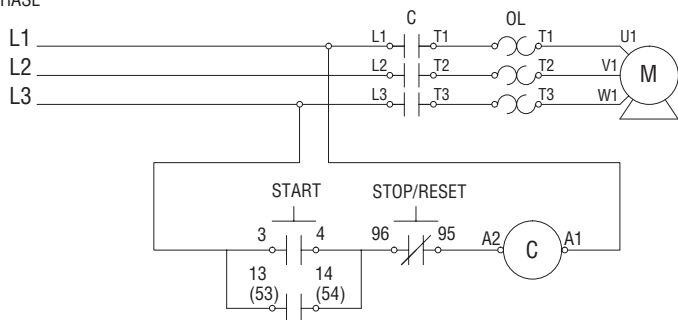 C OL
L1 L1 T1 T1 U1
L2 L2 T2 T2 V1 M
L3 L3 T3 T3 W1
START STOP/RESET
3 4 96 95 A2 C A1
13 14
(53) (54)